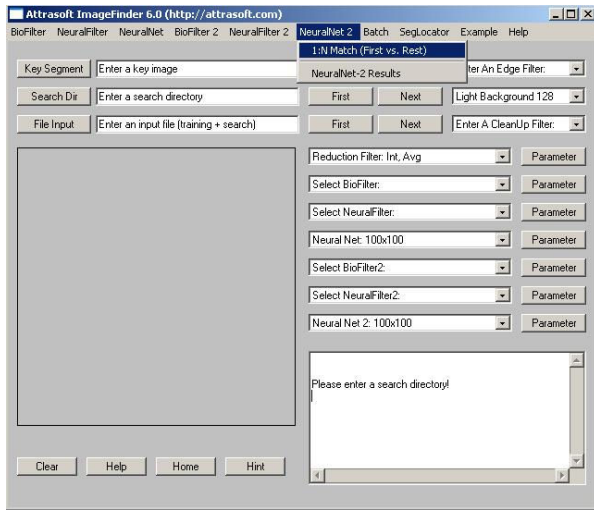 Attrasoft ImageFinder 6.0 (http://attrasoft.com)
BioFilter NeuralFilter NeuralNet BioFilter 2 NeuralFilter 2 NeuralNet 2 Batch SegLocator Example Help
1:N Match (First vs. Rest)
NeuralNet-2 Results
Key Segment Enter a key image An Edge Filter:
Search Dir Enter a search directory First Next Light Background 128
File Input Enter an input file (training + search) First Next Enter A CleanUp Filter:
Reduction Filter: Int, Avg Parameter
Select BioFilter: Parameter
Select NeuralFilter: Parameter
Neural Net: 100x100 Parameter
Select BioFilter2: Parameter
Select NeuralFilter2: Parameter
Neural Net 2: 100x100 Parameter
Please enter a search directory!
Clear Help Home Hint